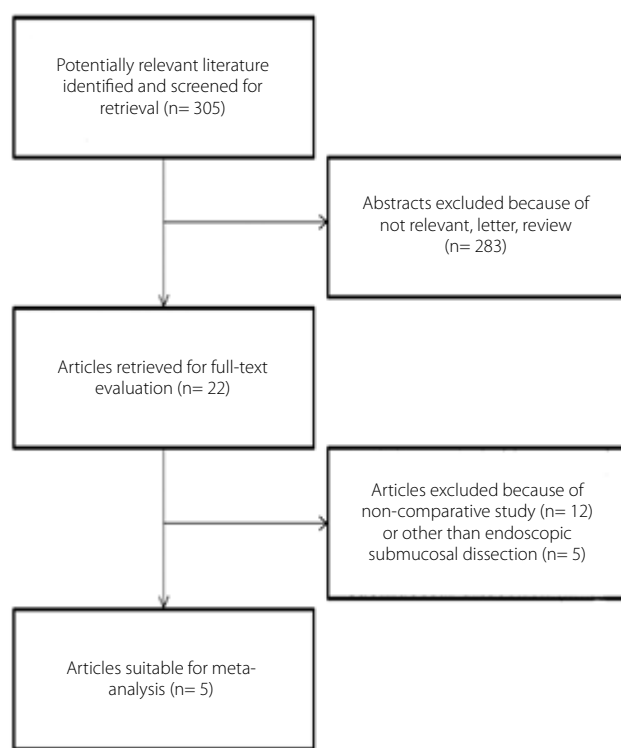 Potentially relevant literature
identified and screened for
retrieval (n= 305)
Abstracts excluded because of
not relevant, letter, review
(n= 283)
Articles retrieved for full-text
evaluation (n= 22)
Articles excluded because of
non-comparative study (n= 12)
or other than endoscopic
submucosal dissection (n= 5)
Articles suitable for meta-
analysis (n= 5)